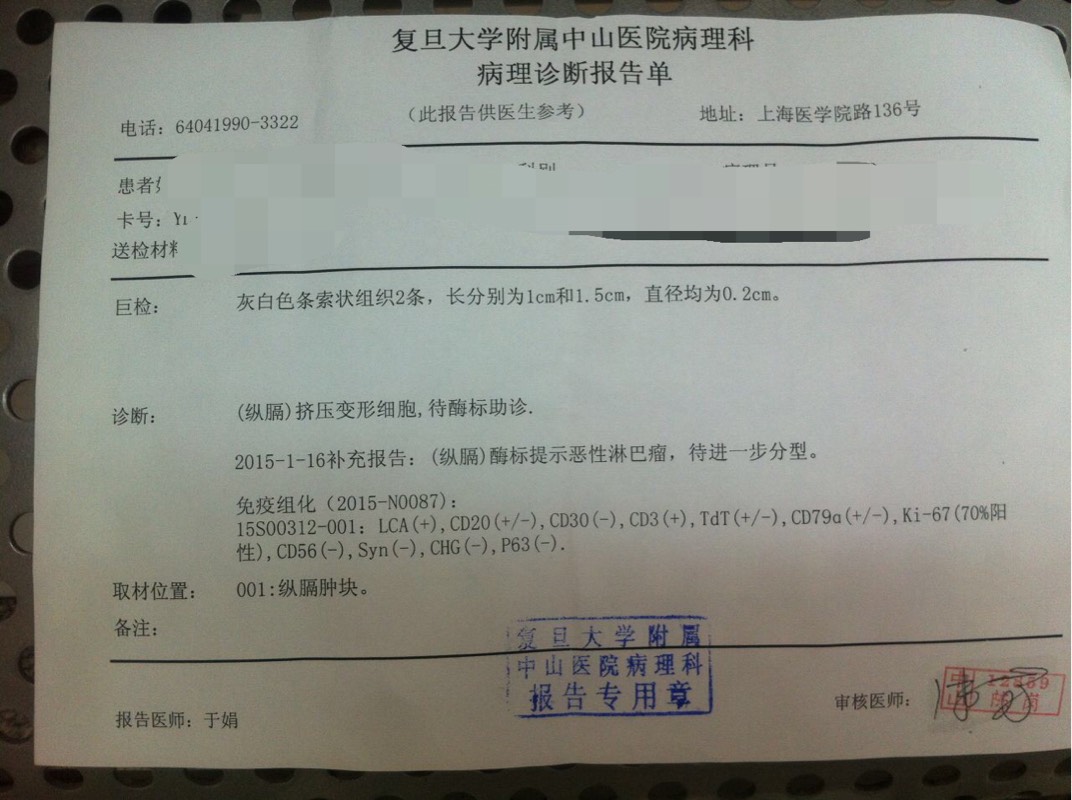 复旦大学附属中山医院病理科
病理诊断报告单
电话：64041990-3322
（此报告供医生参考）
地址：上海医学院路136号
患者
卡号：
送检材料
巨检：
灰白色条索状组织2条，长分别为1cm和1.5cm，直径均为0.2cm。
诊断：
(纵膈)挤压变形细胞,待酶标助诊.
2015-1-16补充报告：(纵膈)酶标提示恶性淋巴瘤，待进一步分型。
免疫组化（2015-N0087）：
15S00312-001：LCA(+),CD20(+/-),CD30(-),CD3(+),TdT(+/-),CD79a(+/-),Ki-67(70%阳
性),CD56(-),Syn(-),CHG(-),P63(-).
取材位置：
001:纵膈肿块。
备注：
复旦大学附属
中山医院病理科
报告专用章
报告医师：于娟
审核医师：